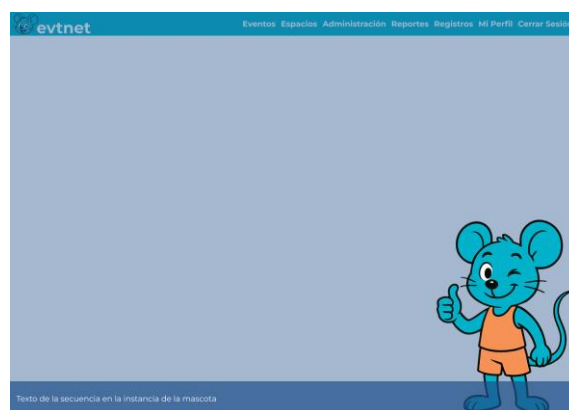 evtnet
Eventos Espacios Administración Reportes Registros Mi Perfil Cerrar Sesión
Texto de la secuencia en la instancia de la mascota